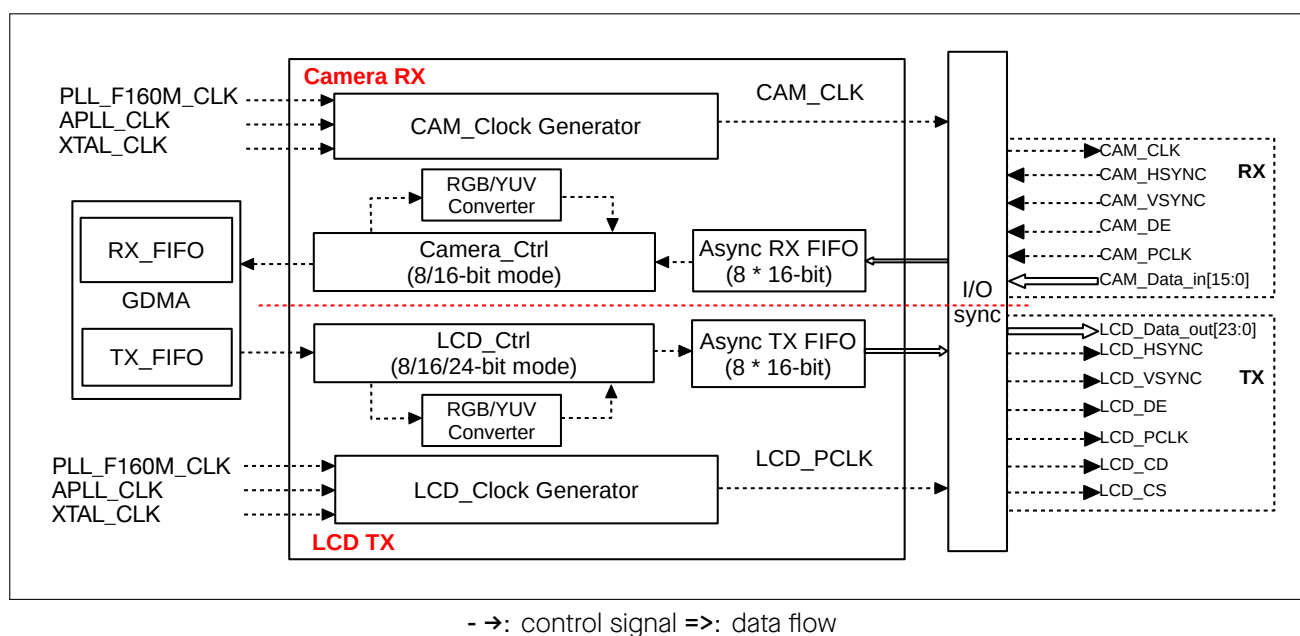 Camera RX
PLL_F160M_CLK
APLL_CLK
XTAL_CLK
CAM_Clock Generator
CAM_CLK
RGB/YUV
Converter
RX_FIFO
GDMA
TX_FIFO
Camera_Ctrl
(8/16-bit mode)
Async RX FIFO
(8 * 16-bit)
I/O
sync
CAM_CLK
CAM_HSYNC
CAM_VSYNC
CAM_DE
CAM_PCLK
CAM_Data_in[15:0]
RX
LCD_Ctrl
(8/16/24-bit mode)
Async TX FIFO
(8 * 16-bit)
RGB/YUV
Converter
LCD_Data_out[23:0]
LCD_HSYNC
LCD_VSYNC
LCD_DE
LCD_PCLK
LCD_CD
LCD_CS
TX
PLL_F160M_CLK
APLL_CLK
XTAL_CLK
LCD_Clock Generator
LCD_PCLK
LCD TX
- →: control signal =>: data flow